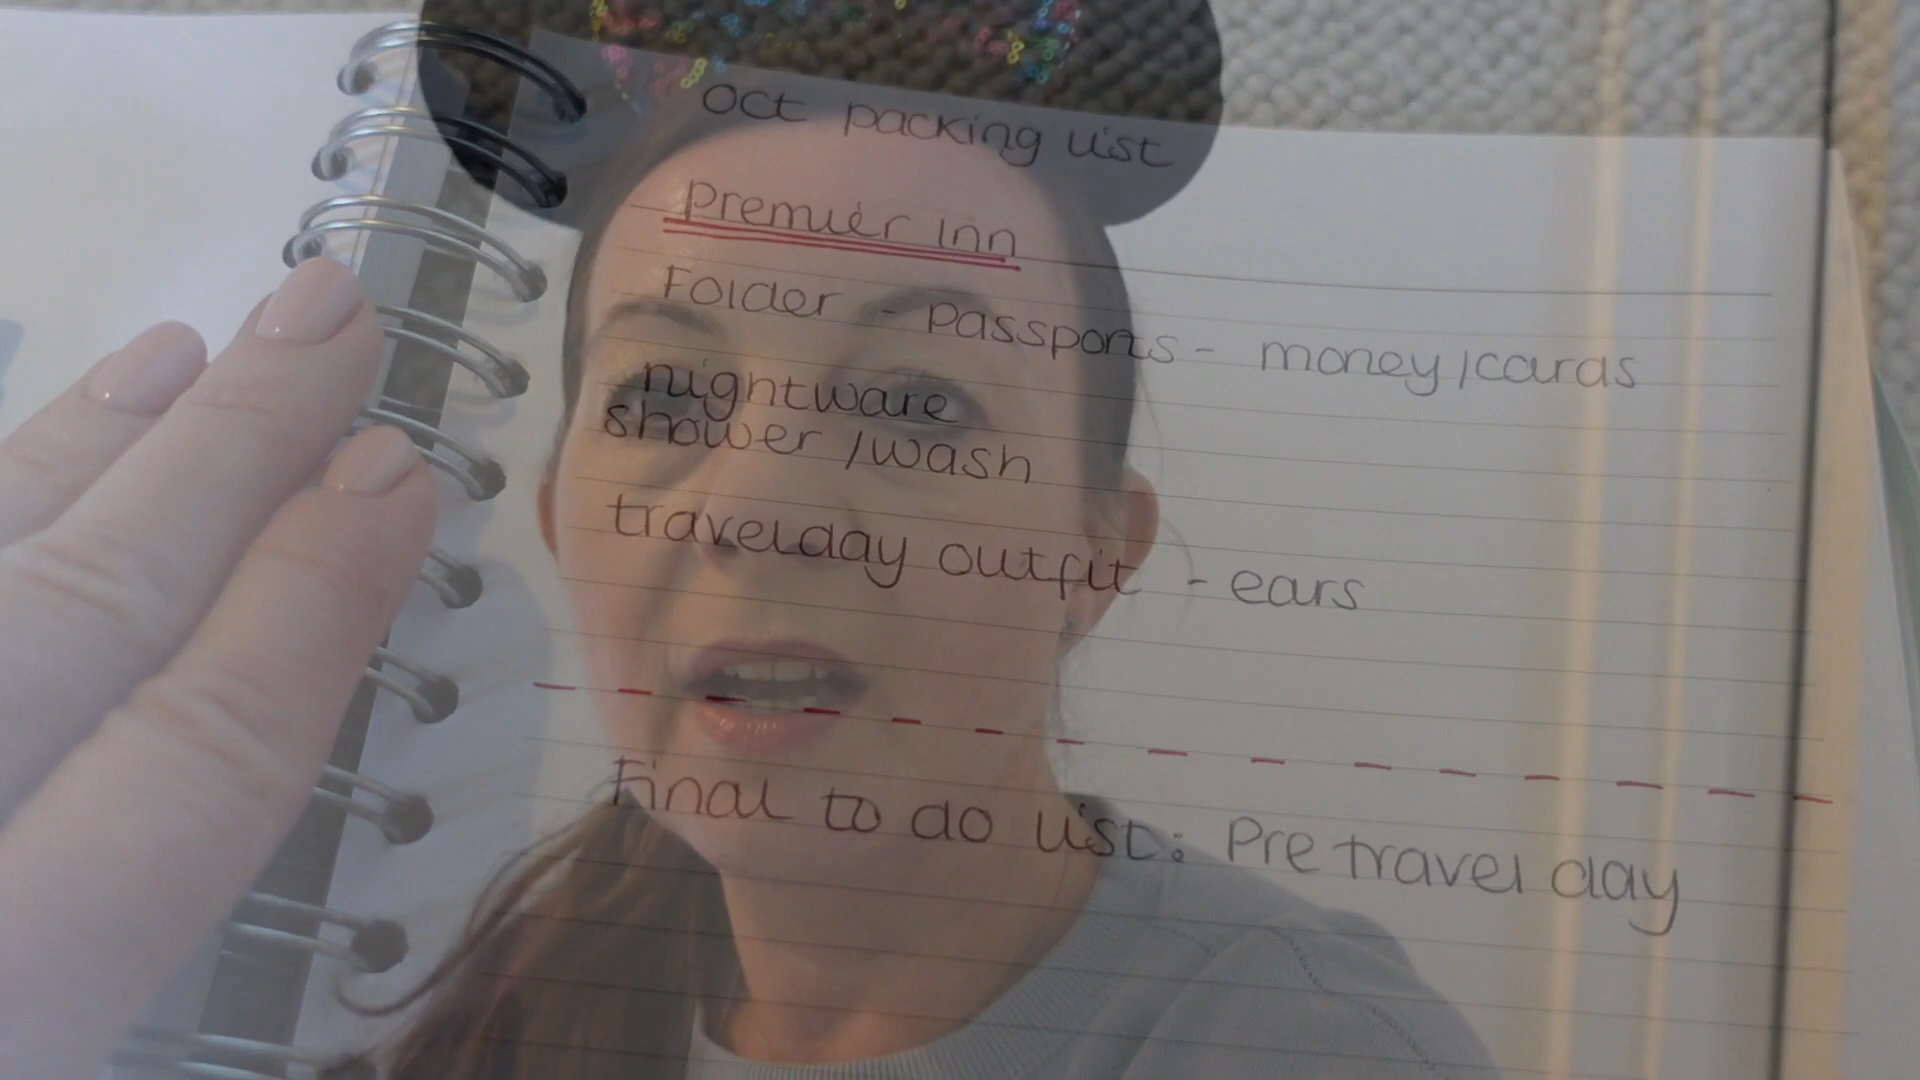 Oct packing list
Premier Inn
Folder - Passports - money/cards
nightware
shower/wash
travelday outfit - ears
Final to do list: Pre travel day